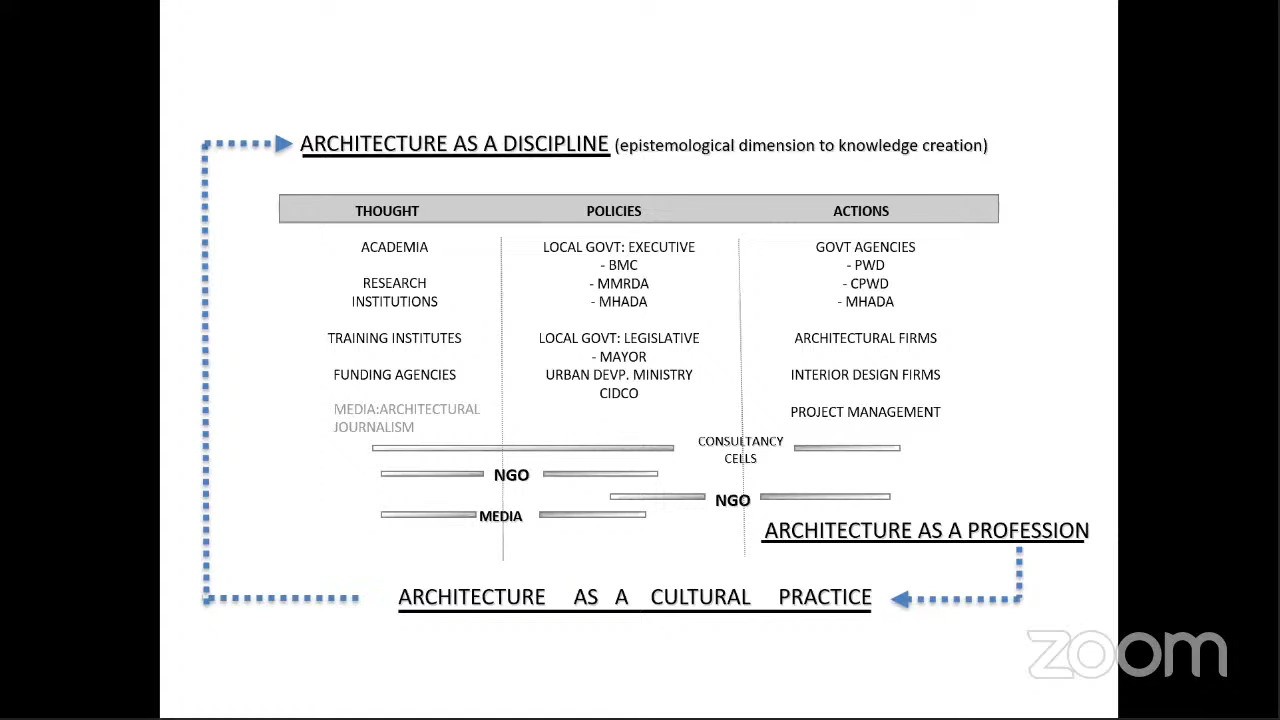 ARCHITECTURE AS A DISCIPLINE (epistemological dimension to knowledge creation)
THOUGHT
POLICIES
ACTIONS
ACADEMIA
RESEARCH
INSTITUTIONS
TRAINING INSTITUTES
FUNDING AGENCIES
MEDIA:ARCHITECTURAL
JOURNALISM
LOCAL GOVT: EXECUTIVE
- BMC
- MMRDA
- MHADA
LOCAL GOVT: LEGISLATIVE
- MAYOR
URBAN DEVP. MINISTRY
CIDCO
GOVT AGENCIES
- PWD
- CPWD
- MHADA
ARCHITECTURAL FIRMS
INTERIOR DESIGN FIRMS
PROJECT MANAGEMENT
CONSULTANCY
CELLS
NGO
NGO
MEDIA
ARCHITECTURE AS A PROFESSION
ARCHITECTURE AS A CULTURAL PRACTICE
zoom